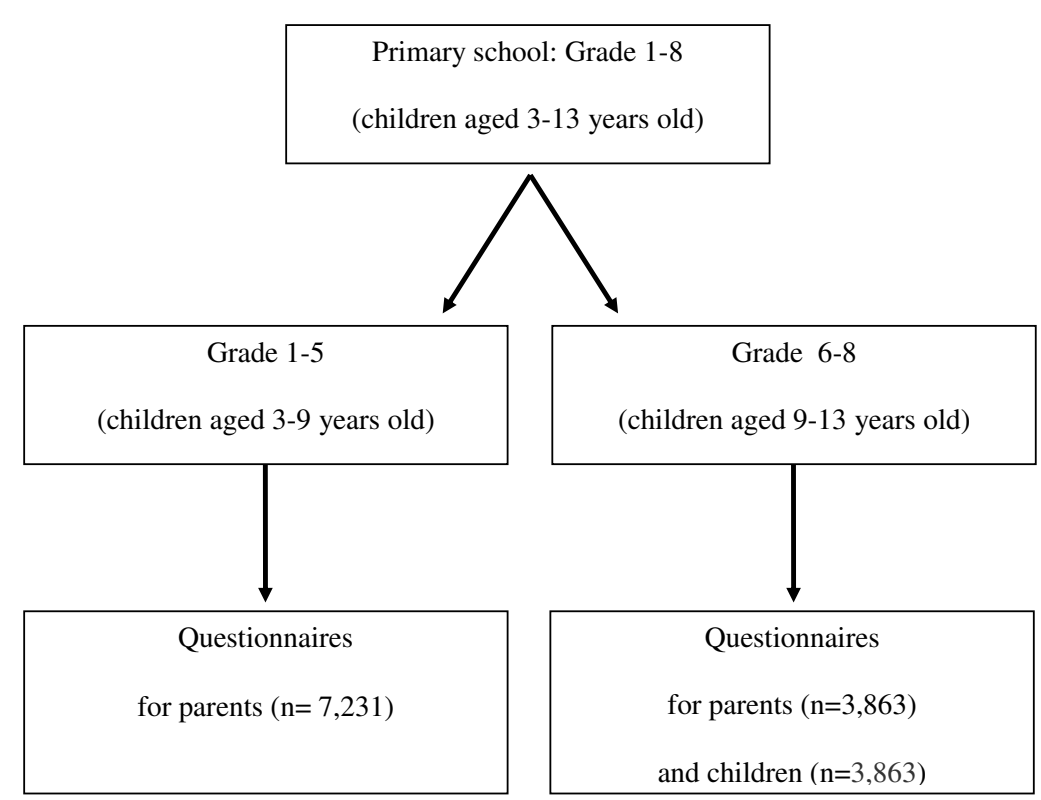 Primary school: Grade 1-8
(children aged 3-13 years old)
Grade 1-5
(children aged 3-9 years old)
Grade  6-8
(children aged 9-13 years old)
Questionnaires
for parents (n= 7,231)
Questionnaires
for parents (n=3,863)
and children (n=3,863)